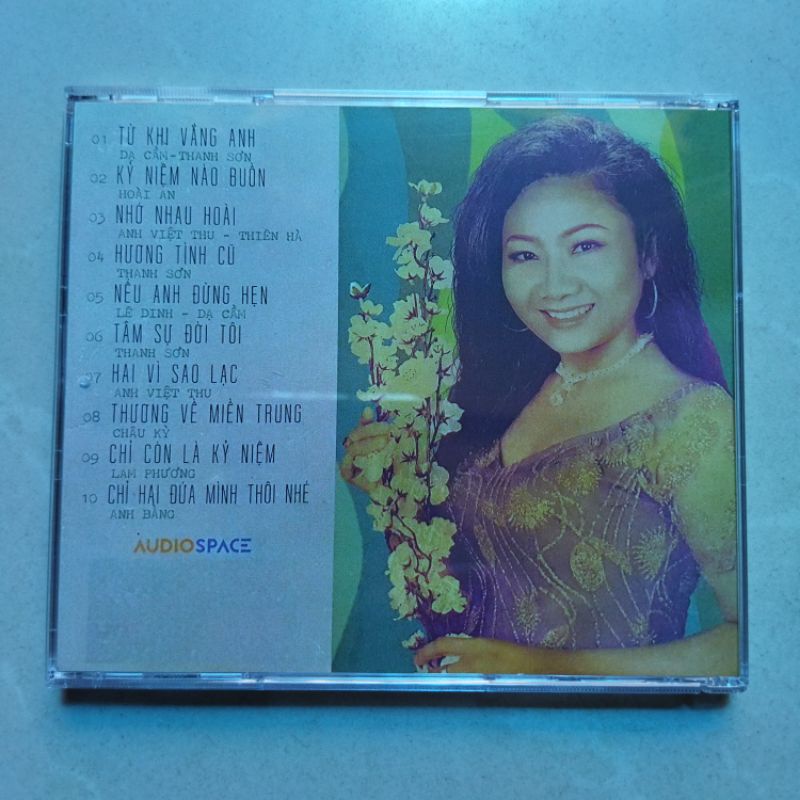 01 TỪ KHI VẮNG ANH
DẠ CẦM-THANH SƠN
02 KỶ NIỆM NÀO BUỒN
HOÀI AN
03 NHỚ NHAU HOÀI
ANH VIỆT THU - THIÊN HÀ
04 HƯƠNG TÌNH CŨ
THANH SƠN
05 NẾU ANH ĐỪNG HẸN
LÊ DINH - DẠ CẦM
06 TÂM SỰ ĐỜI TÔI
THANH SƠN
07 HAI VÌ SAO LẠC
ANH VIỆT THU
08 THƯƠNG VỀ MIỀN TRUNG
CHÂU KỲ
09 CHỈ CÒN LÀ KỶ NIỆM
LAM PHƯƠNG
10 CHỈ HAI ĐỨA MÌNH THÔI NHÉ
ANH BẰNG
AUDIOSPACE